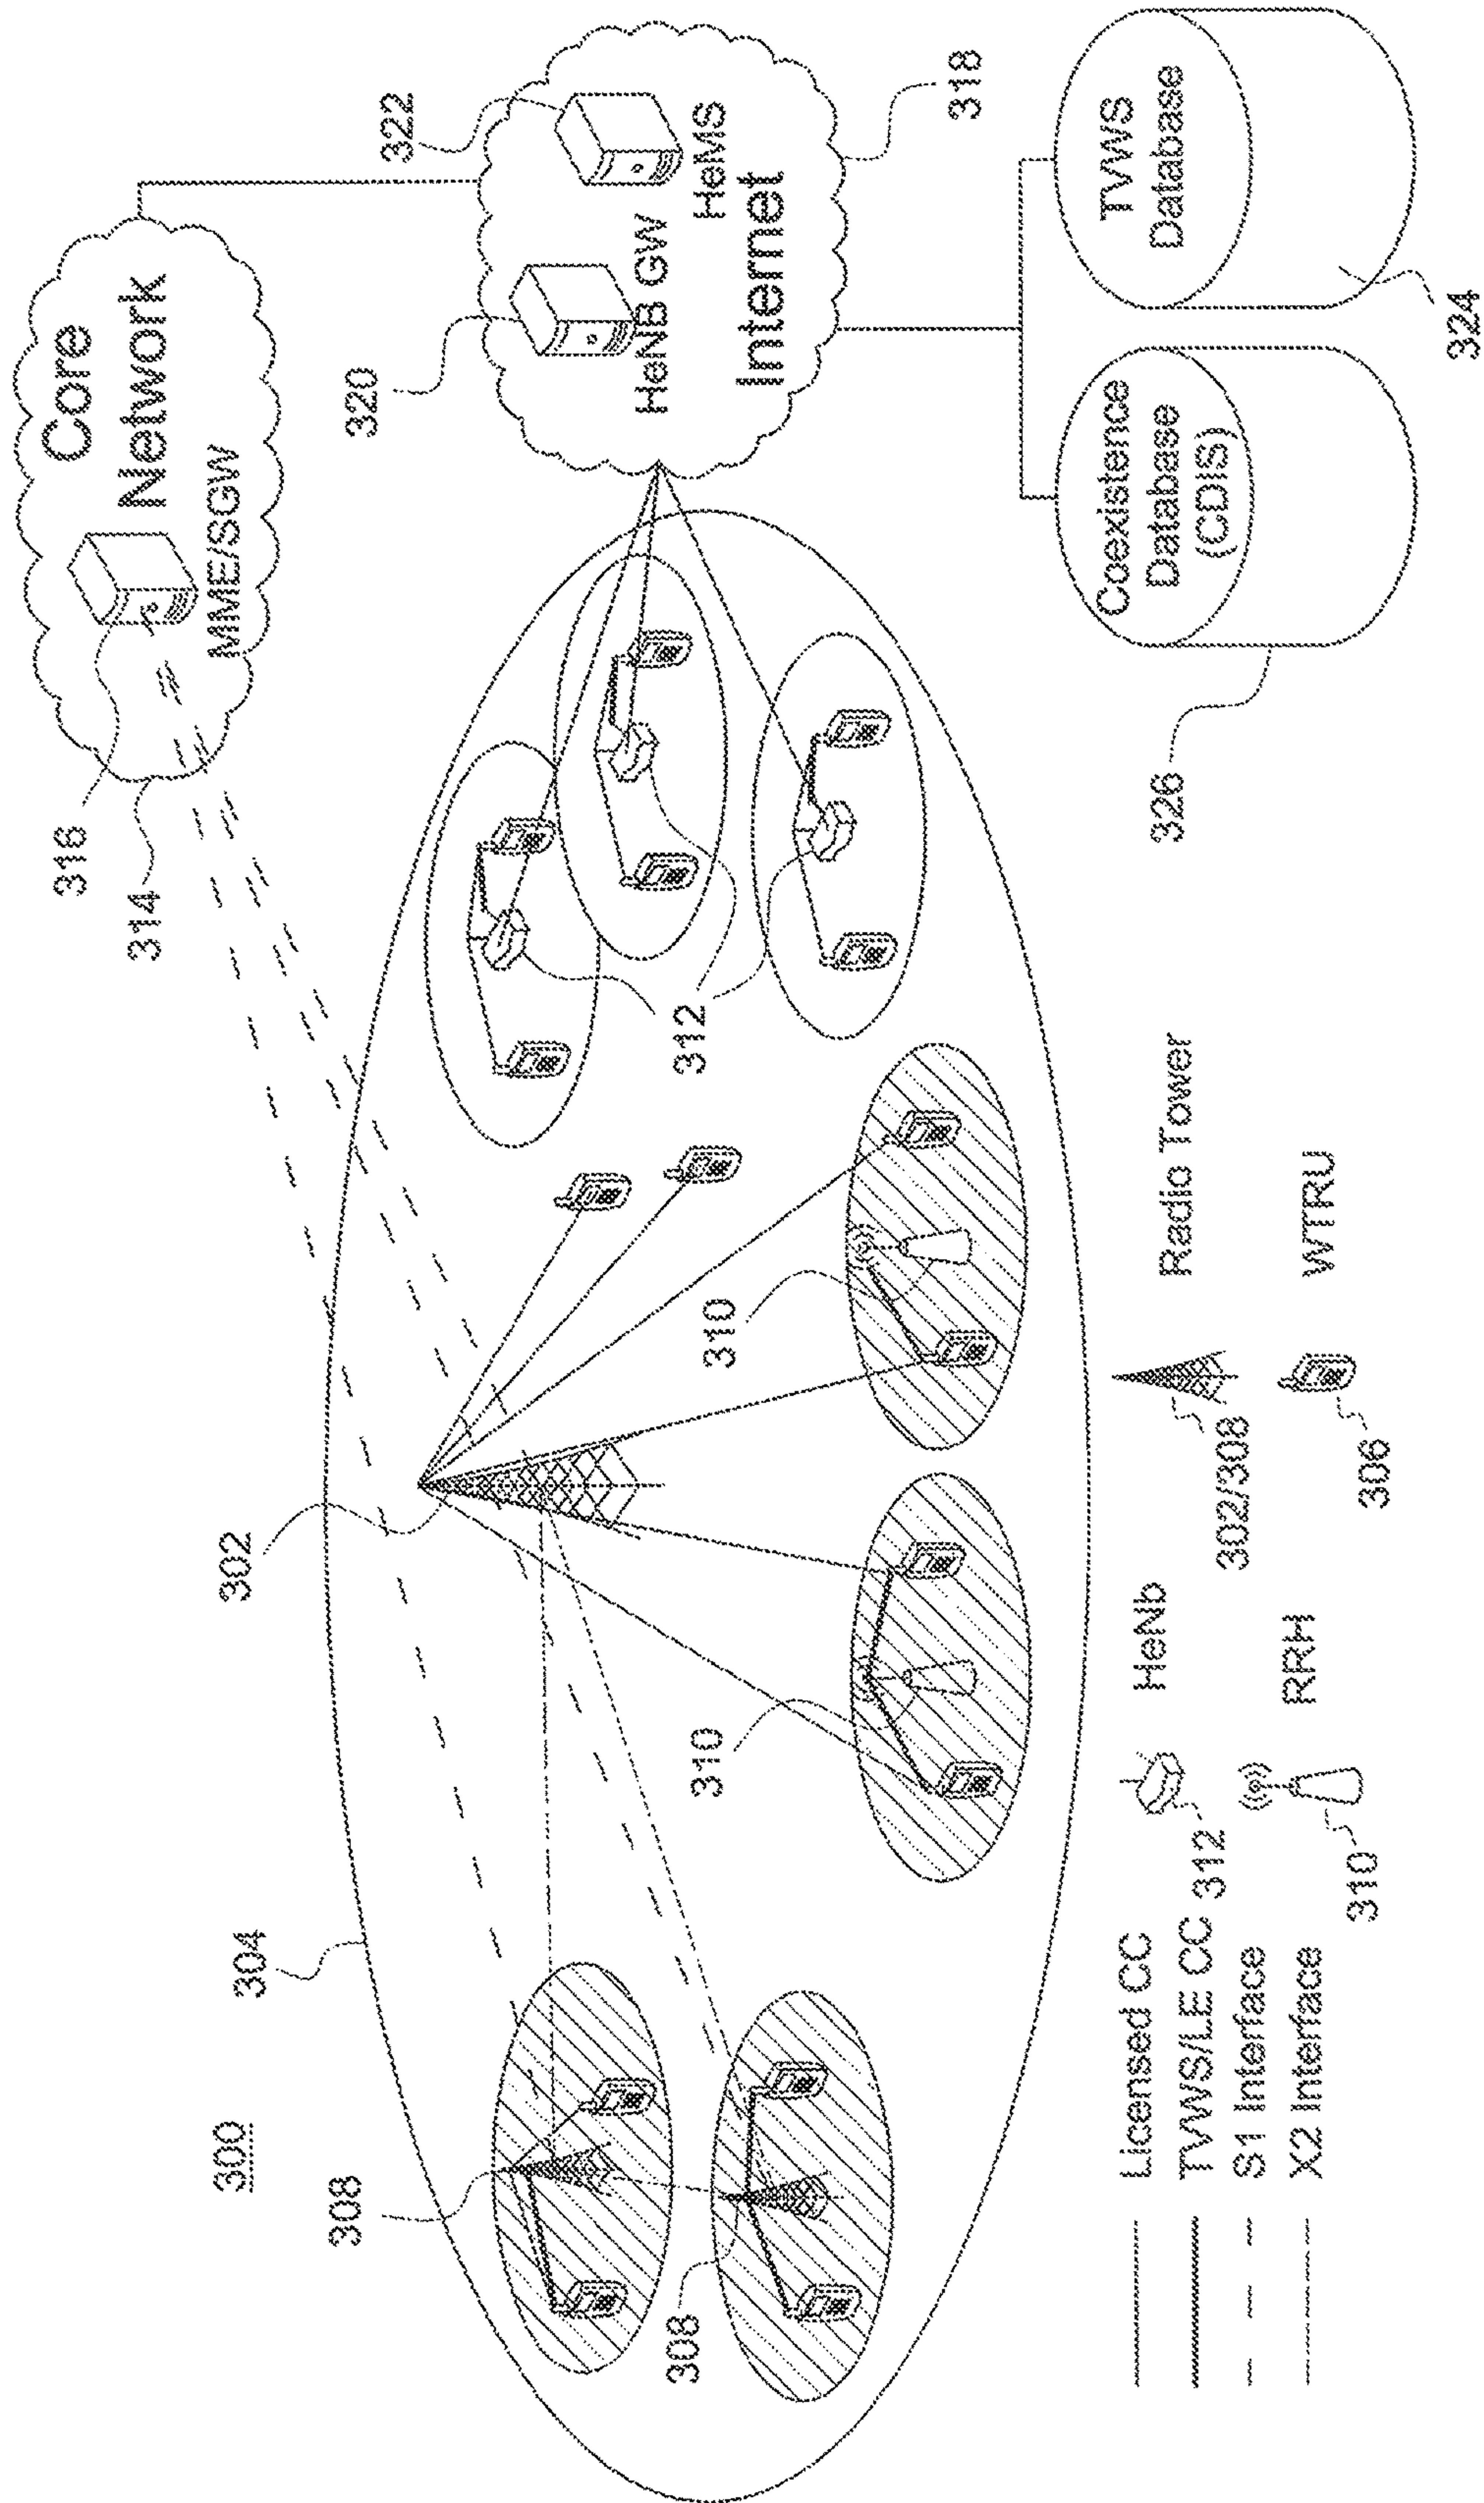 300
304
302
308
308
310
310
312
314
316
Core
Network
MME/SGW
320
322
HeNB GW
HeMS
Internet
318
Coexistence
Database
(CDIS)
326
TVWS
Database
324
Licensed CC
TVWS/LE CC
S1 Interface
X2 Interface
312
HeNb
310
RRH
302/308
Radio Tower
306
WTRU